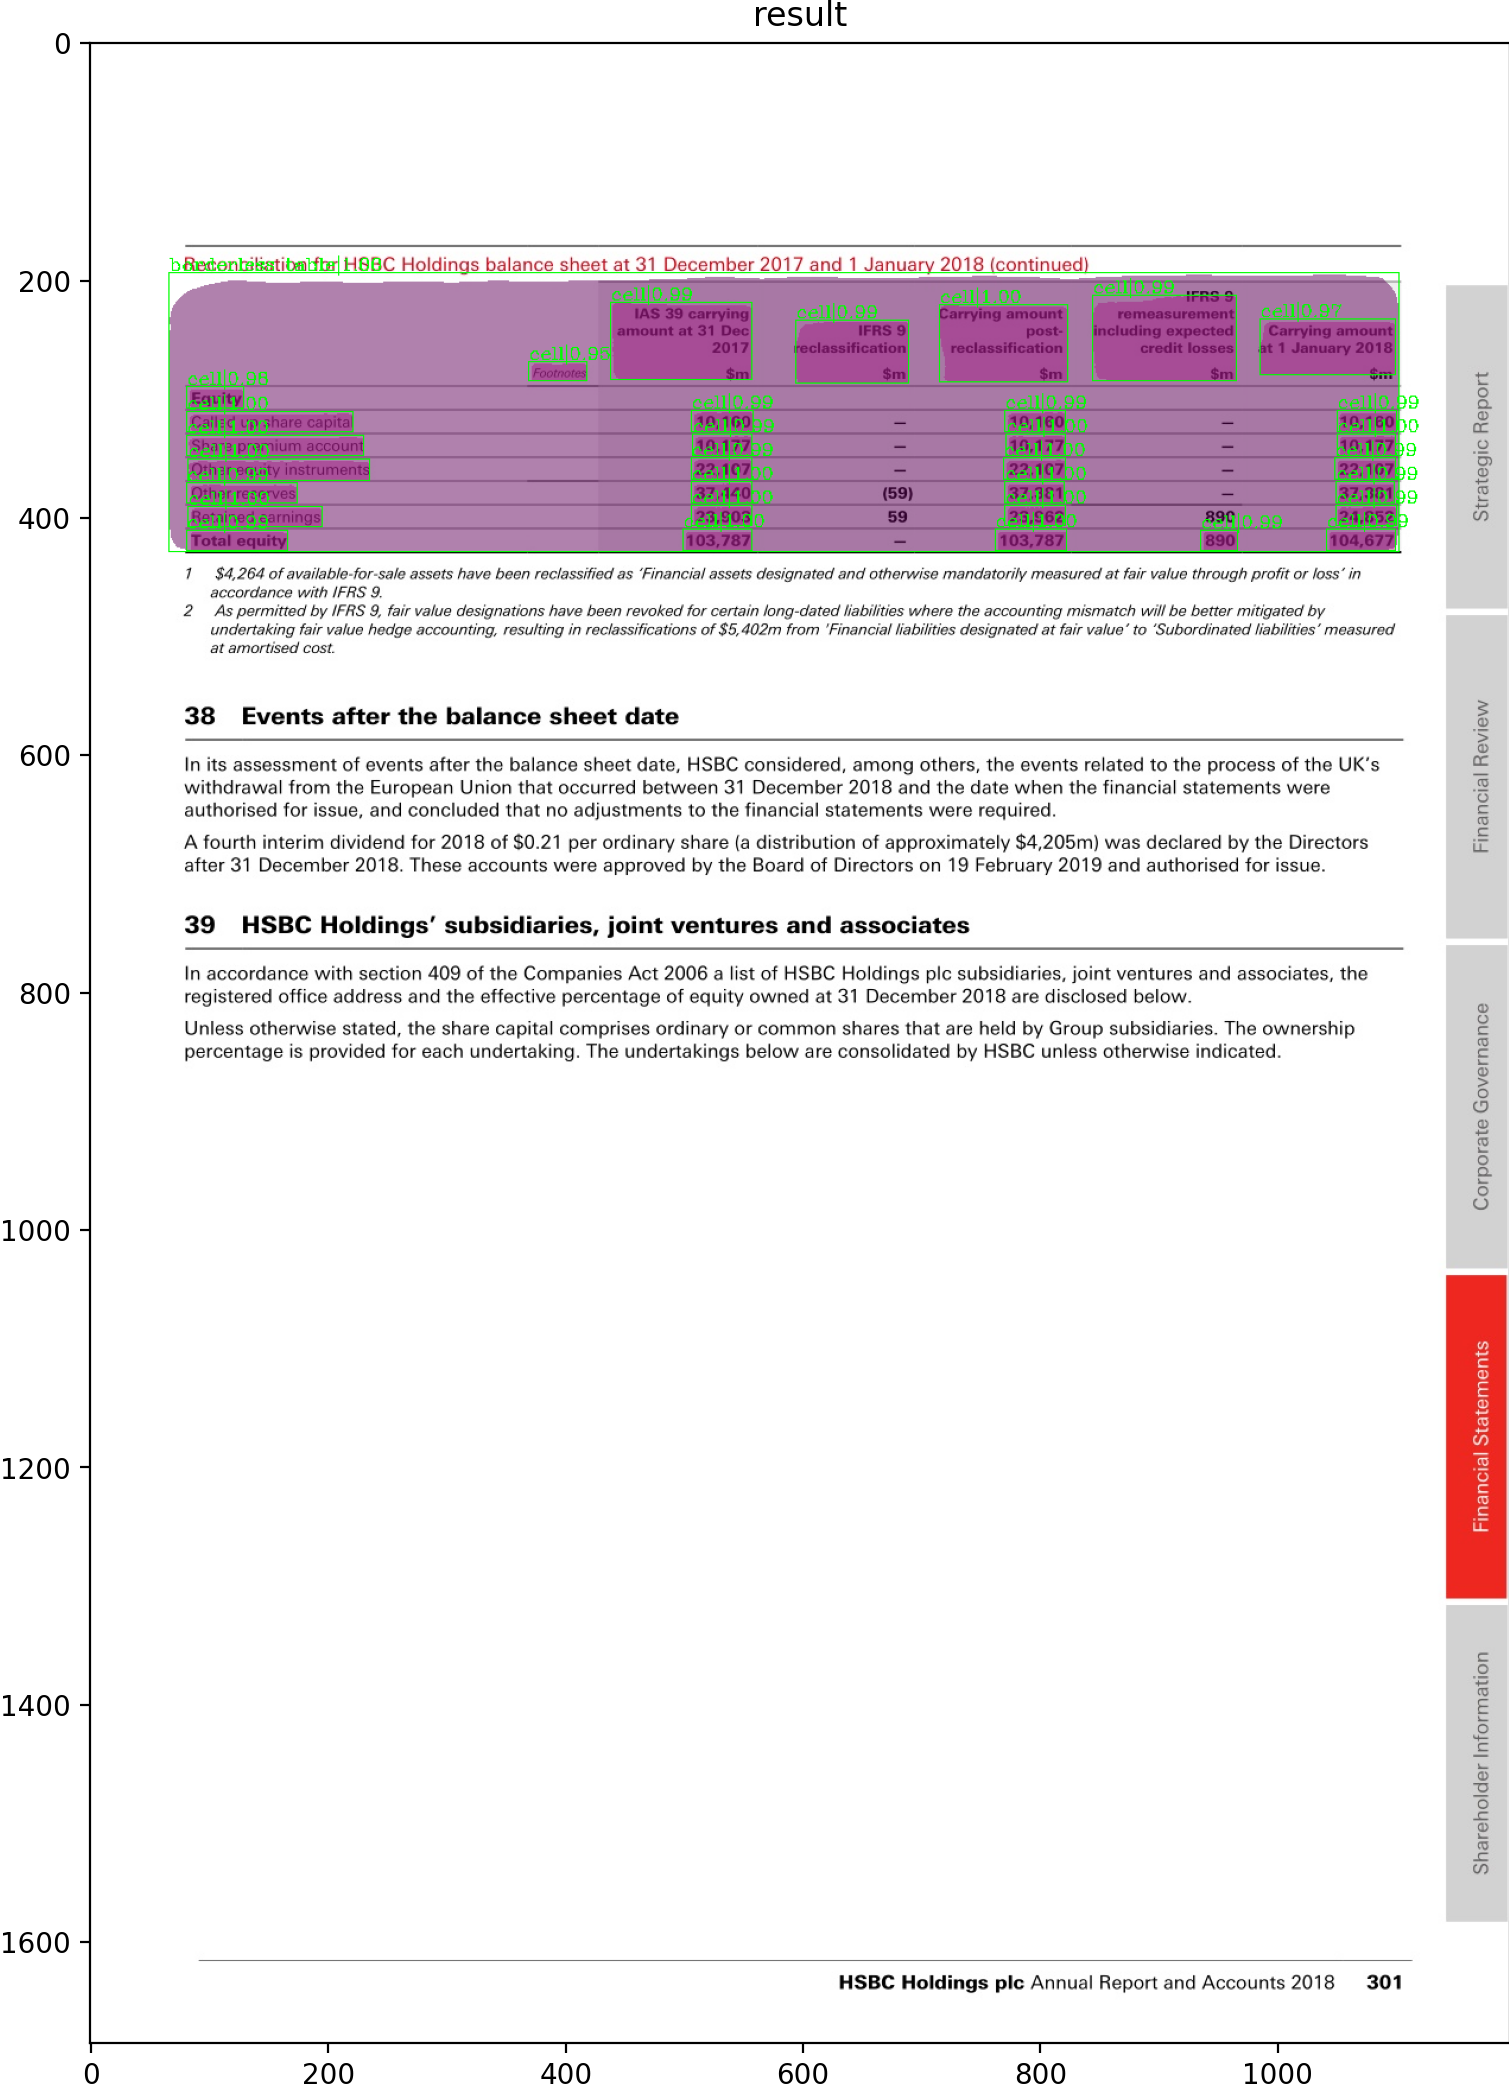 result
Reconciliation for HSBC Holdings balance sheet at 31 December 2017 and 1 January 2018 (continued)
IAS 39 carrying amount at 31 Dec 2017 $m
IFRS 9 reclassification $m
Carrying amount post-reclassification $m
IFRS 9 remeasurement including expected credit losses $m
Carrying amount at 1 January 2018 $m
Footnotes
Equity
Called up share capital 10,160 – 10,160 – 10,160
Share premium account 10,177 – 10,177 – 10,177
Other equity instruments 22,107 – 22,107 – 22,107
Other reserves (59) –
Retained earnings 59 890
Total equity 103,787 – 103,787 890 104,677
1 $4,264 of available-for-sale assets have been reclassified as ‘Financial assets designated and otherwise mandatorily measured at fair value through profit or loss’ in
accordance with IFRS 9.
2 As permitted by IFRS 9, fair value designations have been revoked for certain long-dated liabilities where the accounting mismatch will be better mitigated by
undertaking fair value hedge accounting, resulting in reclassifications of $5,402m from ‘Financial liabilities designated at fair value’ to ‘Subordinated liabilities’ measured
at amortised cost.
38 Events after the balance sheet date
In its assessment of events after the balance sheet date, HSBC considered, among others, the events related to the process of the UK’s
withdrawal from the European Union that occurred between 31 December 2018 and the date when the financial statements were
authorised for issue, and concluded that no adjustments to the financial statements were required.
A fourth interim dividend for 2018 of $0.21 per ordinary share (a distribution of approximately $4,205m) was declared by the Directors
after 31 December 2018. These accounts were approved by the Board of Directors on 19 February 2019 and authorised for issue.
39 HSBC Holdings’ subsidiaries, joint ventures and associates
In accordance with section 409 of the Companies Act 2006 a list of HSBC Holdings plc subsidiaries, joint ventures and associates, the
registered office address and the effective percentage of equity owned at 31 December 2018 are disclosed below.
Unless otherwise stated, the share capital comprises ordinary or common shares that are held by Group subsidiaries. The ownership
percentage is provided for each undertaking. The undertakings below are consolidated by HSBC unless otherwise indicated.
HSBC Holdings plc Annual Report and Accounts 2018 301
Strategic Report
Financial Review
Corporate Governance
Financial Statements
Shareholder Information
0
200
400
600
800
1000
1200
1400
1600
0 200 400 600 800 1000